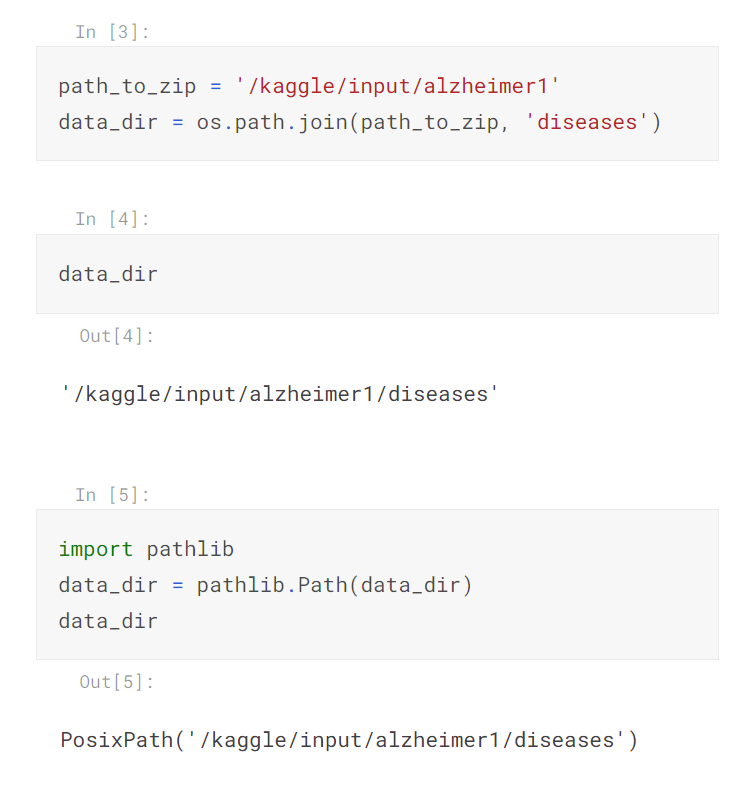 In [3]:
path_to_zip = '/kaggle/input/alzheimer1'
data_dir = os.path.join(path_to_zip, 'diseases')
In [4]:
data_dir
Out[4]:
'/kaggle/input/alzheimer1/diseases'
In [5]:
import pathlib
data_dir = pathlib.Path(data_dir)
data_dir
Out[5]:
PosixPath('/kaggle/input/alzheimer1/diseases')